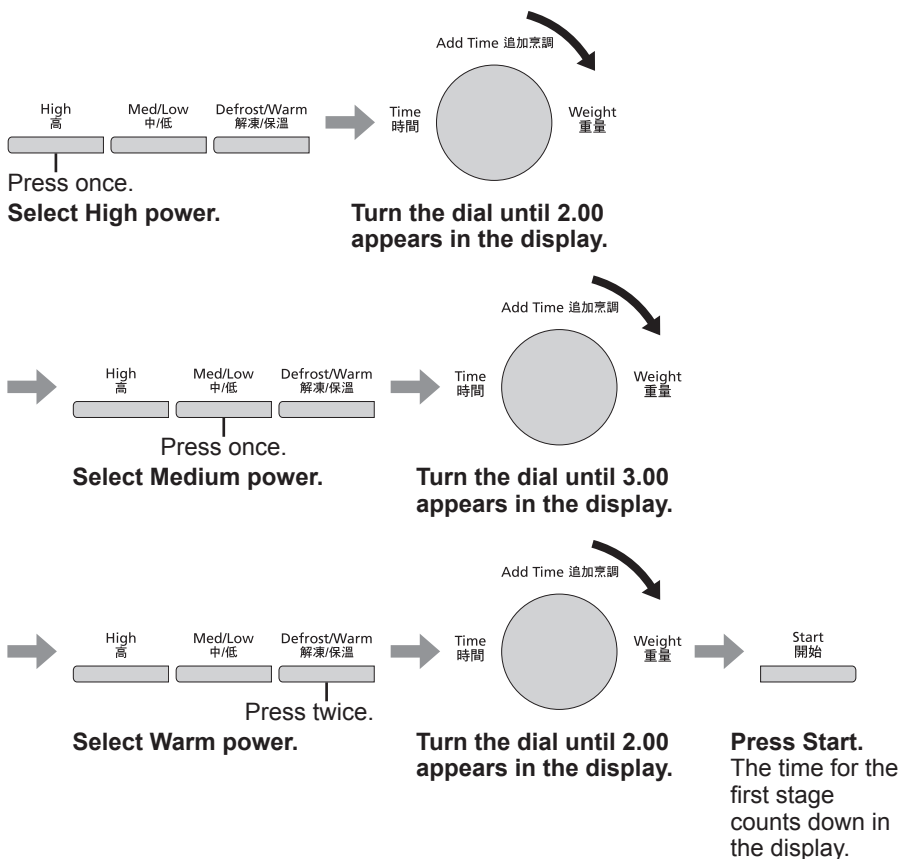 Add Time 追加烹調
High
高
Med/Low
中/低
Defrost/Warm
解凍/保溫
Time
時間
Weight
重量
Press once.
Select High power.
Turn the dial until 2.00
appears in the display.
Add Time 追加烹調
High
高
Med/Low
中/低
Defrost/Warm
解凍/保溫
Time
時間
Weight
重量
Press once.
Select Medium power.
Turn the dial until 3.00
appears in the display.
Add Time 追加烹調
High
高
Med/Low
中/低
Defrost/Warm
解凍/保溫
Time
時間
Weight
重量
Start
開始
Press twice.
Select Warm power.
Turn the dial until 2.00
appears in the display.
Press Start.
The time for the
first stage
counts down in
the display.